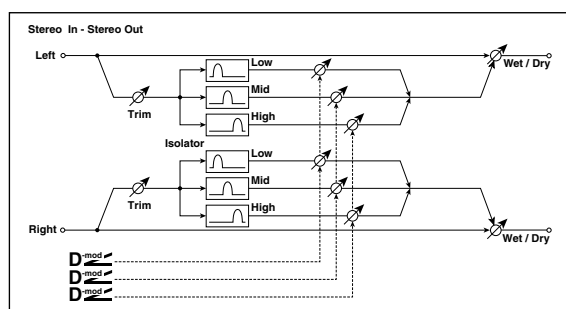 Stereo In - Stereo Out
Left
Low
Wet / Dry
Mid
Trim
High
Isolator
Low
Trim
Mid
High
Right
Wet / Dry
D-mod
D-mod
D-mod